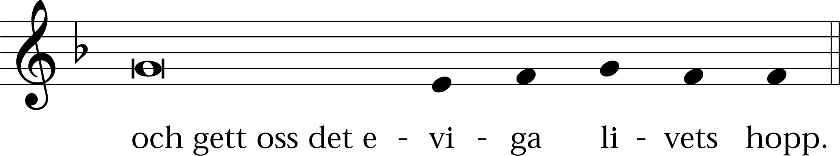 och gett oss det e - vi - ga li - vets hopp.